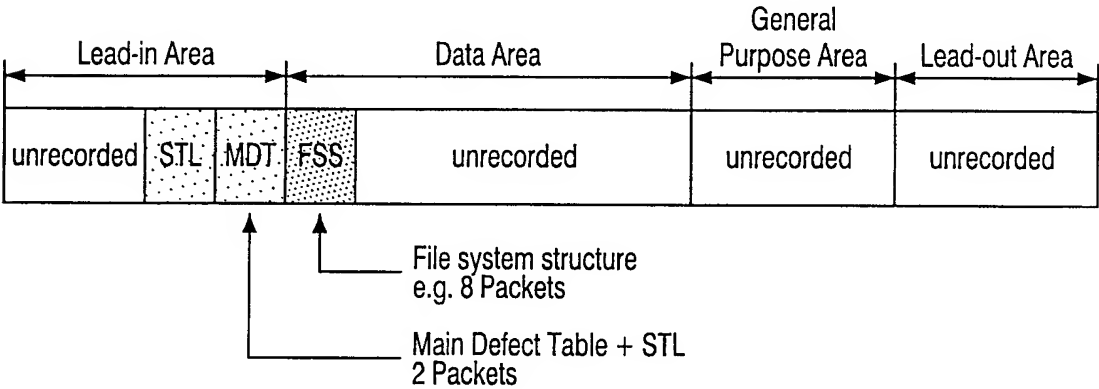 General
Lead-in Area Data Area Purpose Area Lead-out Area
unrecorded STL MDT FSS unrecorded unrecorded unrecorded
File system structure
e.g. 8 Packets
Main Defect Table + STL
2 Packets